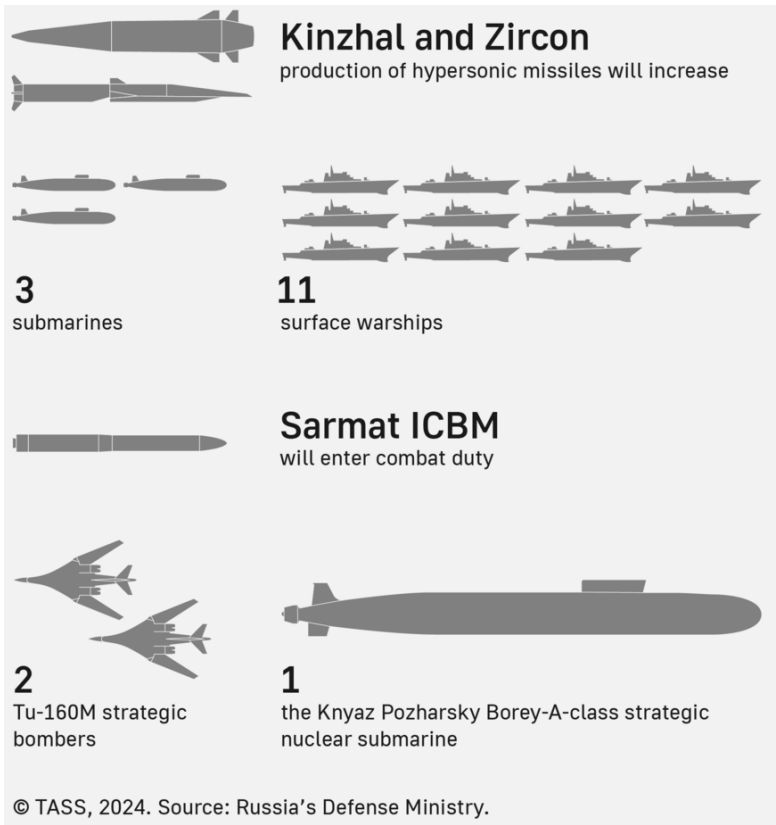 Kinzhal and Zircon
production of hypersonic missiles will increase
3
submarines
11
surface warships
Sarmat ICBM
will enter combat duty
2
Tu-160M strategic
bombers
1
the Knyaz Pozharsky Borey-A-class strategic
nuclear submarine
© TASS, 2024. Source: Russia’s Defense Ministry.